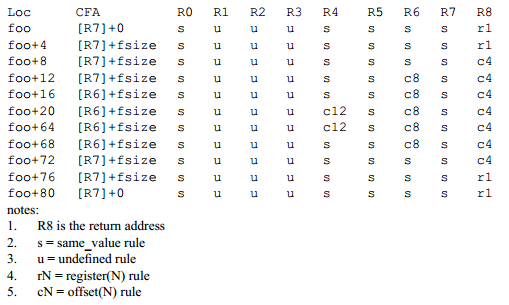 Loc CFA R0 R1 R2 R3 R4 R5 R6 R7 R8
foo [R7]+0 s u u u s s s s r1
foo+4 [R7]+fsize s u u u s s s s r1
foo+8 [R7]+fsize s u u u s s s s c4
foo+12 [R7]+fsize s u u u s s c8 s c4
foo+16 [R6]+fsize s u u u s s c8 s c4
foo+20 [R6]+fsize s u u u c12 s c8 s c4
foo+64 [R6]+fsize s u u u c12 s c8 s c4
foo+68 [R6]+fsize s u u u s s c8 s c4
foo+72 [R7]+fsize s u u u s s s s c4
foo+76 [R7]+fsize s u u u s s s s r1
foo+80 [R7]+0 s u u u s s s s r1
notes:
1. R8 is the return address
2. s = same_value rule
3. u = undefined rule
4. rN = register(N) rule
5. cN = offset(N) rule